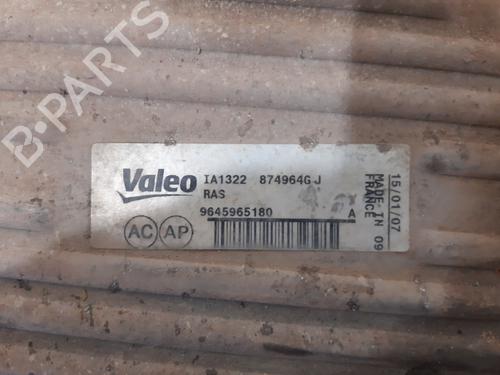 B-PARTS
Valeo
IA1322 874964G J
RAS
9645965180 A
AC AP
15/01/07
MADE IN 09
FRANCE